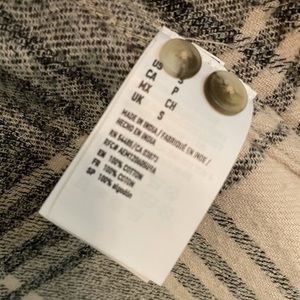 US S
CA P
MX CH
UK S
MADE IN INDIA / FABRIQUÉ EN INDE /
HECHO EN INDIA
EN 100% COTTON
FR 100% COTON
SP 100% algodón